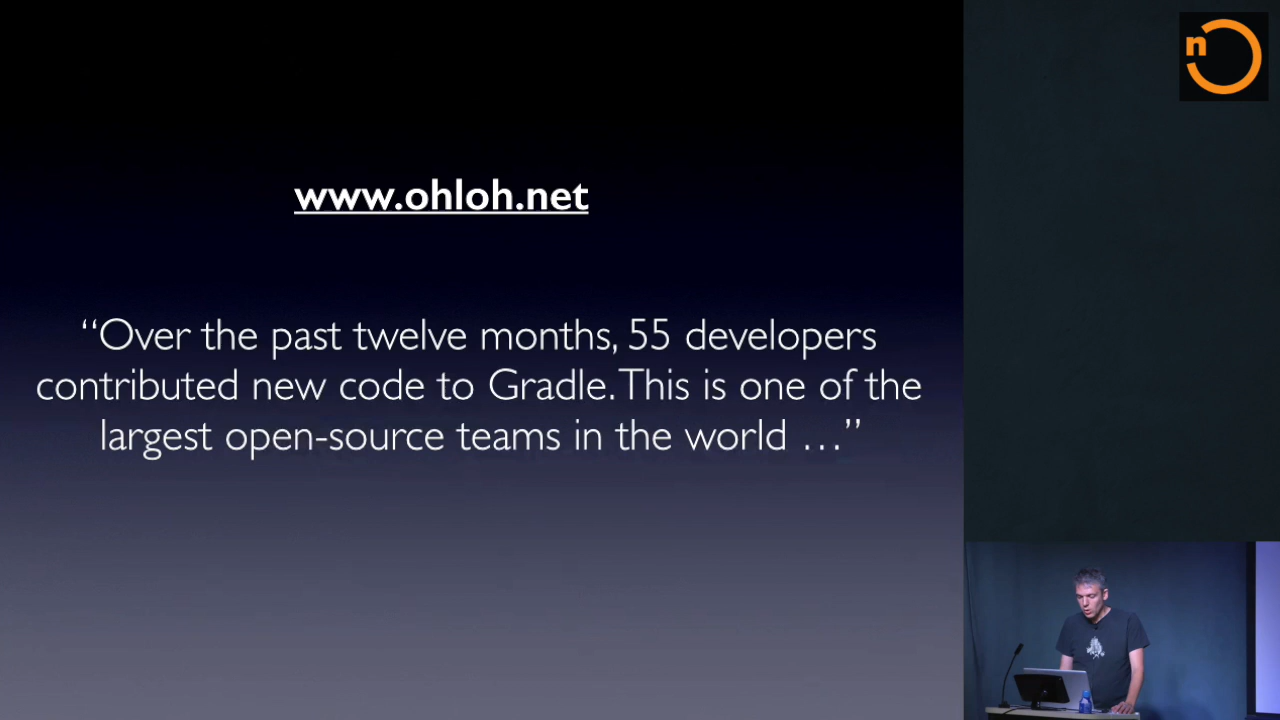 n
www.ohloh.net
“Over the past twelve months, 55 developers
contributed new code to Gradle. This is one of the
largest open-source teams in the world …”